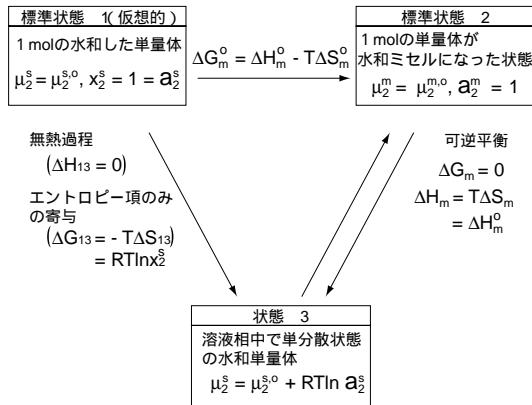 標準状態 1(仮想的)
1 molの水和した単量体
μ₂ˢ = μ₂ˢ,ᵒ, x₂ˢ = 1 = a₂ˢ
ΔGₘᵒ = ΔHₘᵒ - TΔSₘᵒ
標準状態 2
1 molの単量体が
水和ミセルになった状態
μ₂ᵐ = μ₂ᵐ,ᵒ, a₂ᵐ = 1
無熱過程
(ΔH₁₃ = 0)
エントロピー項のみ
の寄与
(ΔG₁₃ = - TΔS₁₃)
= RTlnx₂ˢ
可逆平衡
ΔGₘ = 0
ΔHₘ = TΔSₘ
= ΔHₘᵒ
状態 3
溶液相中で単分散状態
の水和単量体
μ₂ˢ = μ₂ˢ,ᵒ + RTln a₂ˢ